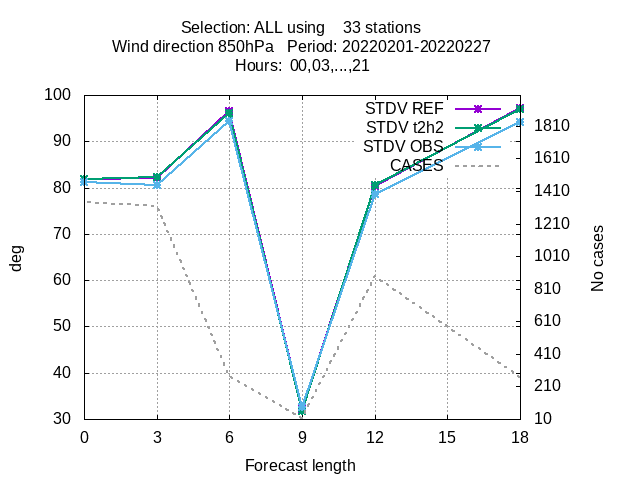 Selection: ALL using    33 stations
Wind direction 850hPa   Period: 20220201-20220227
Hours: 00,03,...,21
STDV REF
STDV t2h2
STDV OBS
CASES
100
90
80
70
60
50
40
30
deg
1810
1610
1410
1210
1010
810
610
410
210
10
No cases
0 3 6 9 12 15 18
Forecast length